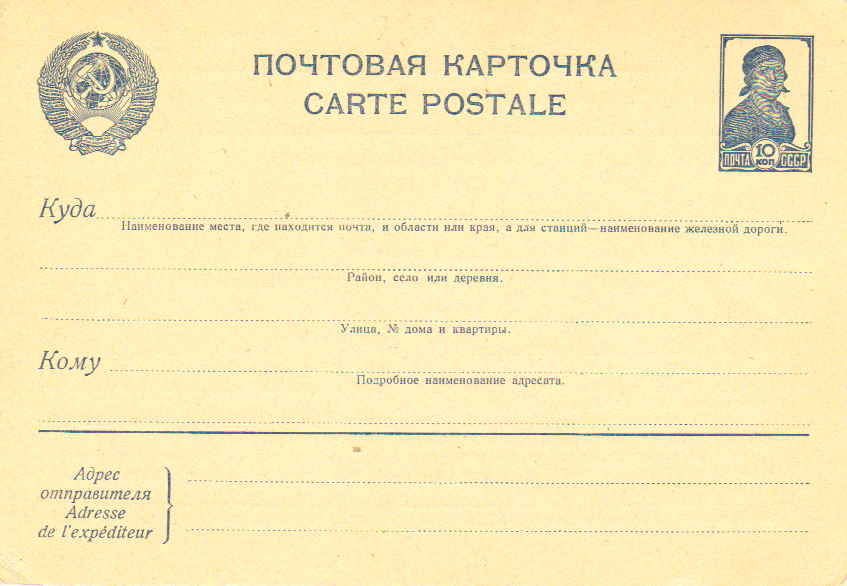 ПОЧТОВАЯ КАРТОЧКА
CARTE POSTALE
ПОЧТА 10 КОП СССР
Куда
Наименование места, где находится почта, и области или края, а для станций—наименование железной дороги.
Район, село или деревня.
Улица, № дома и квартиры.
Кому
Подробное наименование адресата.
Адрес
отправителя
Adresse
de l'expéditeur